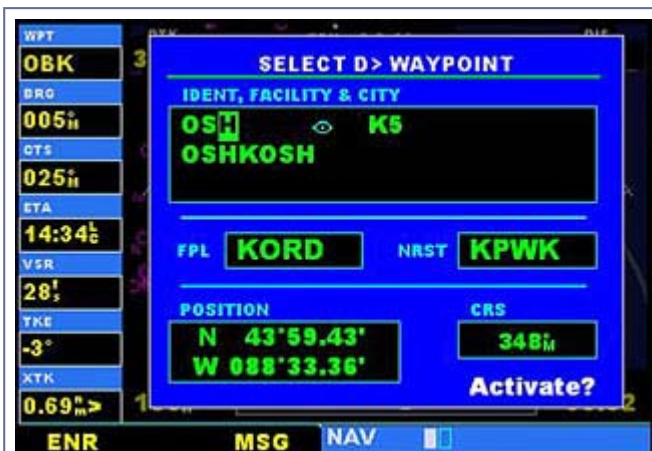 WPT
OBK
BRG
005°M
CTS
025°M
ETA
14:34
VSR
28
TKE
-3°
XTK
0.69nm>
SELECT D> WAYPOINT
IDENT, FACILITY & CITY
OSH K5
OSHKOSH
FPL KORD NRST KPWK
POSITION CRS
N 43°59.43'
W 088°33.36'
348°M
Activate?
ENR MSG NAV